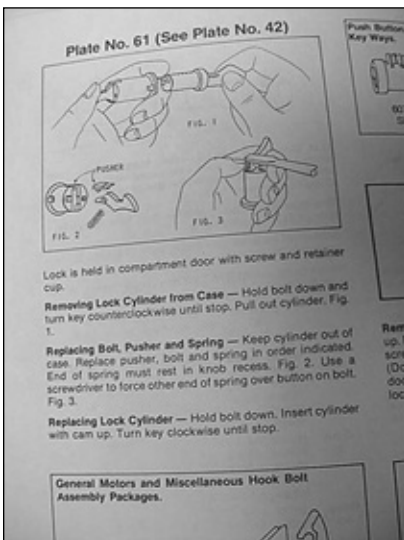 Plate No. 61 (See Plate No. 42)
FIG. 1
PUSHER
FIG. 2
FIG. 3
Lock is held in compartment door with screw and retainer
cup.
Removing Lock Cylinder from Case — Hold bolt down and
turn key counterclockwise until stop. Pull out cylinder, Fig.
1.
Replacing Bolt, Pusher and Spring — Keep cylinder out of
case. Replace pusher, bolt and spring in order indicated.
End of spring must rest in knob recess. Fig. 2. Use a
screwdriver to force other end of spring over button on bolt.
Fig. 3.
Replacing Lock Cylinder — Hold bolt down. Insert cylinder
with cam up. Turn key clockwise until stop.
General Motors and Miscellaneous Hook Bolt
Assembly Packages.
Push Button
Key Ways.